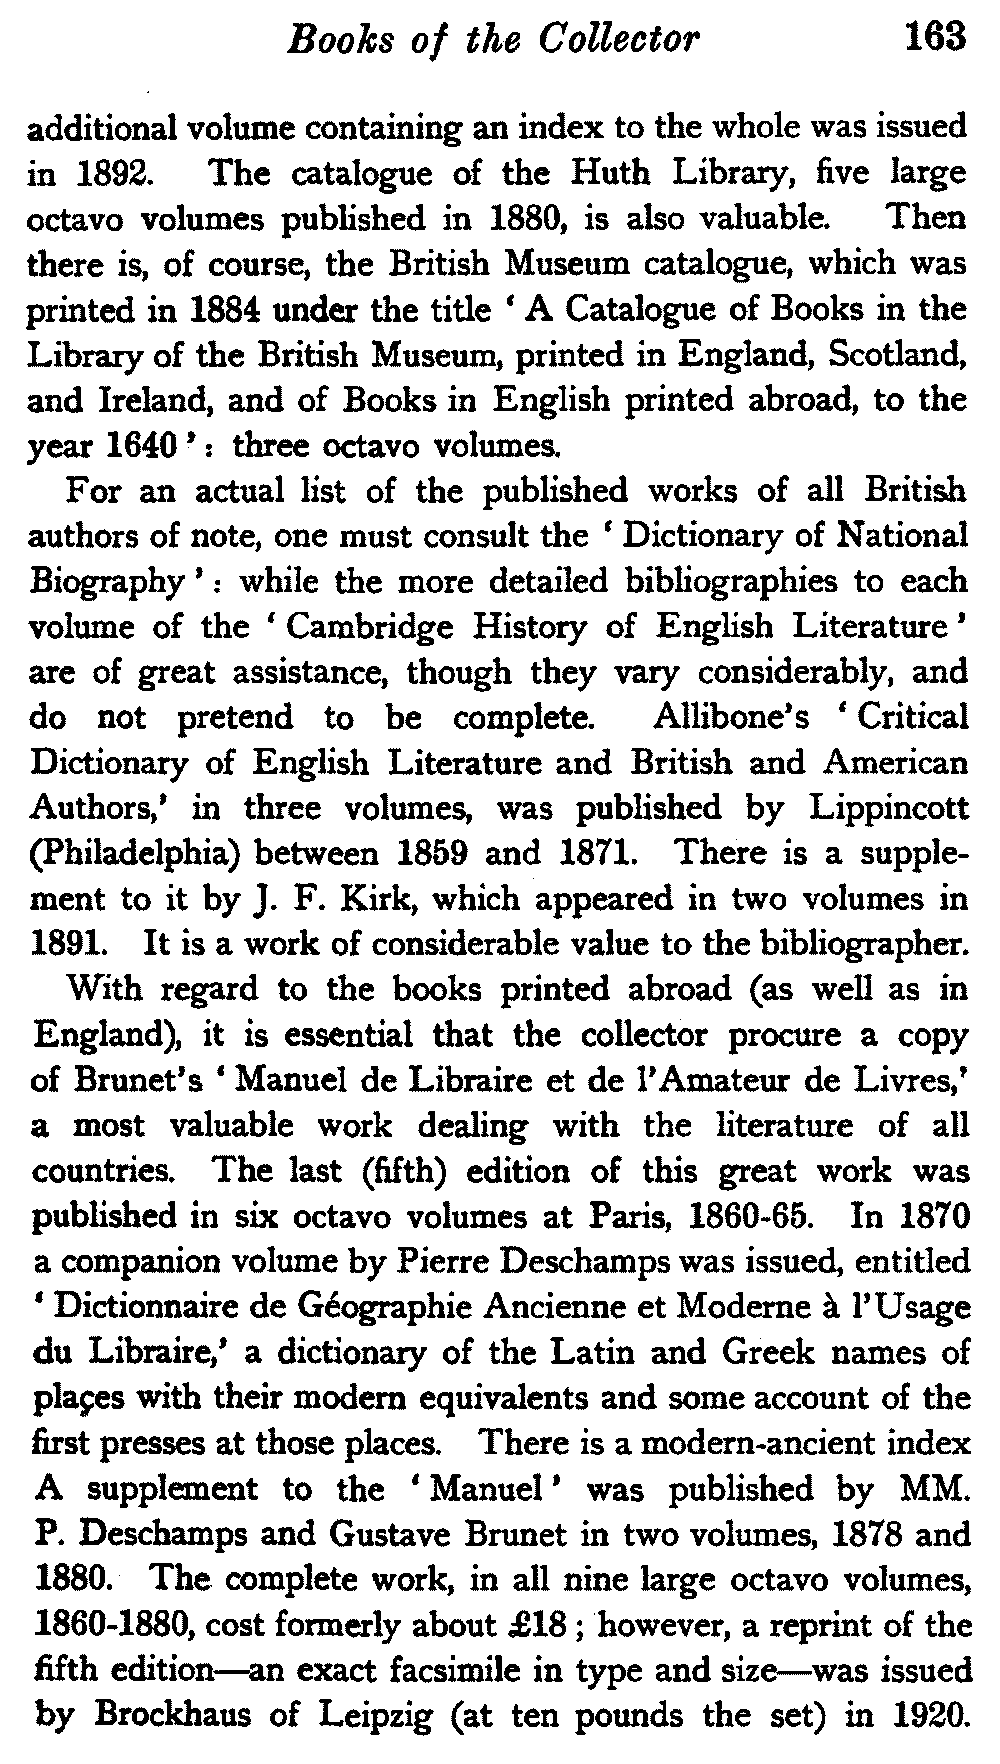 Books of the Collector 163
additional volume containing an index to the whole was issued
in 1892. The catalogue of the Huth Library, five large
octavo volumes published in 1880, is also valuable. Then
there is, of course, the British Museum catalogue, which was
printed in 1884 under the title ‘ A Catalogue of Books in the
Library of the British Museum, printed in England, Scotland,
and Ireland, and of Books in English printed abroad, to the
year 1640 ’ : three octavo volumes.
For an actual list of the published works of all British
authors of note, one must consult the ‘ Dictionary of National
Biography ’ : while the more detailed bibliographies to each
volume of the ‘ Cambridge History of English Literature ’
are of great assistance, though they vary considerably, and
do not pretend to be complete. Allibone’s ‘ Critical
Dictionary of English Literature and British and American
Authors,’ in three volumes, was published by Lippincott
(Philadelphia) between 1859 and 1871. There is a supple-
ment to it by J. F. Kirk, which appeared in two volumes in
1891. It is a work of considerable value to the bibliographer.
With regard to the books printed abroad (as well as in
England), it is essential that the collector procure a copy
of Brunet’s ‘ Manuel de Libraire et de l’Amateur de Livres,’
a most valuable work dealing with the literature of all
countries. The last (fifth) edition of this great work was
published in six octavo volumes at Paris, 1860-65. In 1870
a companion volume by Pierre Deschamps was issued, entitled
‘ Dictionnaire de Géographie Ancienne et Moderne à l’Usage
du Libraire,’ a dictionary of the Latin and Greek names of
plaçes with their modern equivalents and some account of the
first presses at those places. There is a modern-ancient index
A supplement to the ‘ Manuel ’ was published by MM.
P. Deschamps and Gustave Brunet in two volumes, 1878 and
1880. The complete work, in all nine large octavo volumes,
1860-1880, cost formerly about £18 ; however, a reprint of the
fifth edition—an exact facsimile in type and size—was issued
by Brockhaus of Leipzig (at ten pounds the set) in 1920.